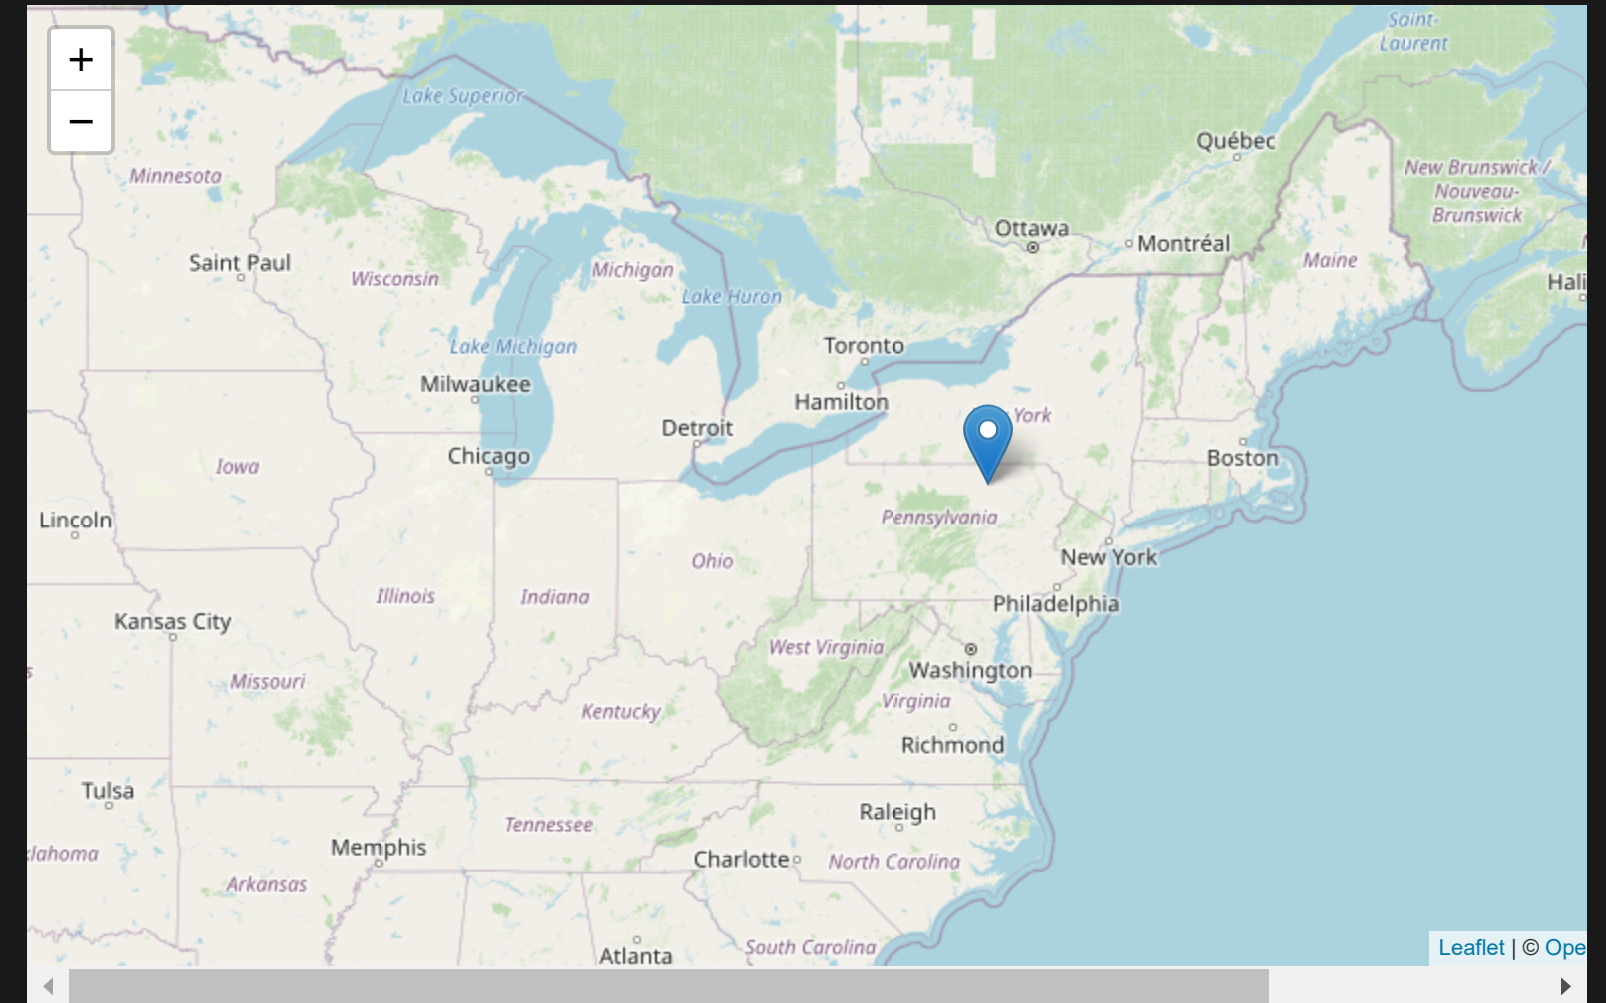 +
−
Saint-
Laurent
Lake Superior
Québec
Minnesota
New Brunswick /
Nouveau-
Brunswick
Ottawa
Montréal
Saint Paul
Wisconsin
Michigan
Maine
Hali
Lake Huron
Lake Michigan
Toronto
Milwaukee
Hamilton
York
Detroit
Chicago
Boston
Iowa
Lincoln
Pennsylvania
New York
Ohio
Illinois
Indiana
Philadelphia
Kansas City
West Virginia
Washington
s
Missouri
Virginia
Kentucky
Richmond
Tulsa
Raleigh
Tennessee
Memphis
Charlotte
North Carolina
klahoma
Arkansas
South Carolina
Atlanta
Leaflet | © Ope